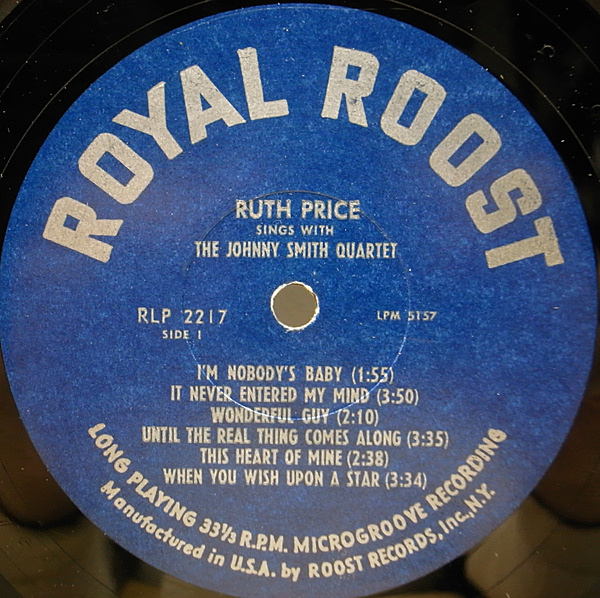 ROYAL ROOST
RUTH PRICE
SINGS WITH
THE JOHNNY SMITH QUARTET
RLP 2217
SIDE 1
LPM 5157
I'M NOBODY'S BABY (1:55)
IT NEVER ENTERED MY MIND (3:50)
WONDERFUL GUY (2:10)
UNTIL THE REAL THING COMES ALONG (3:35)
THIS HEART OF MINE (2:38)
WHEN YOU WISH UPON A STAR (3:34)
LONG PLAYING 33⅓ R.P.M. MICROGROOVE RECORDING
Manufactured in U.S.A. by ROOST RECORDS, Inc., N.Y.